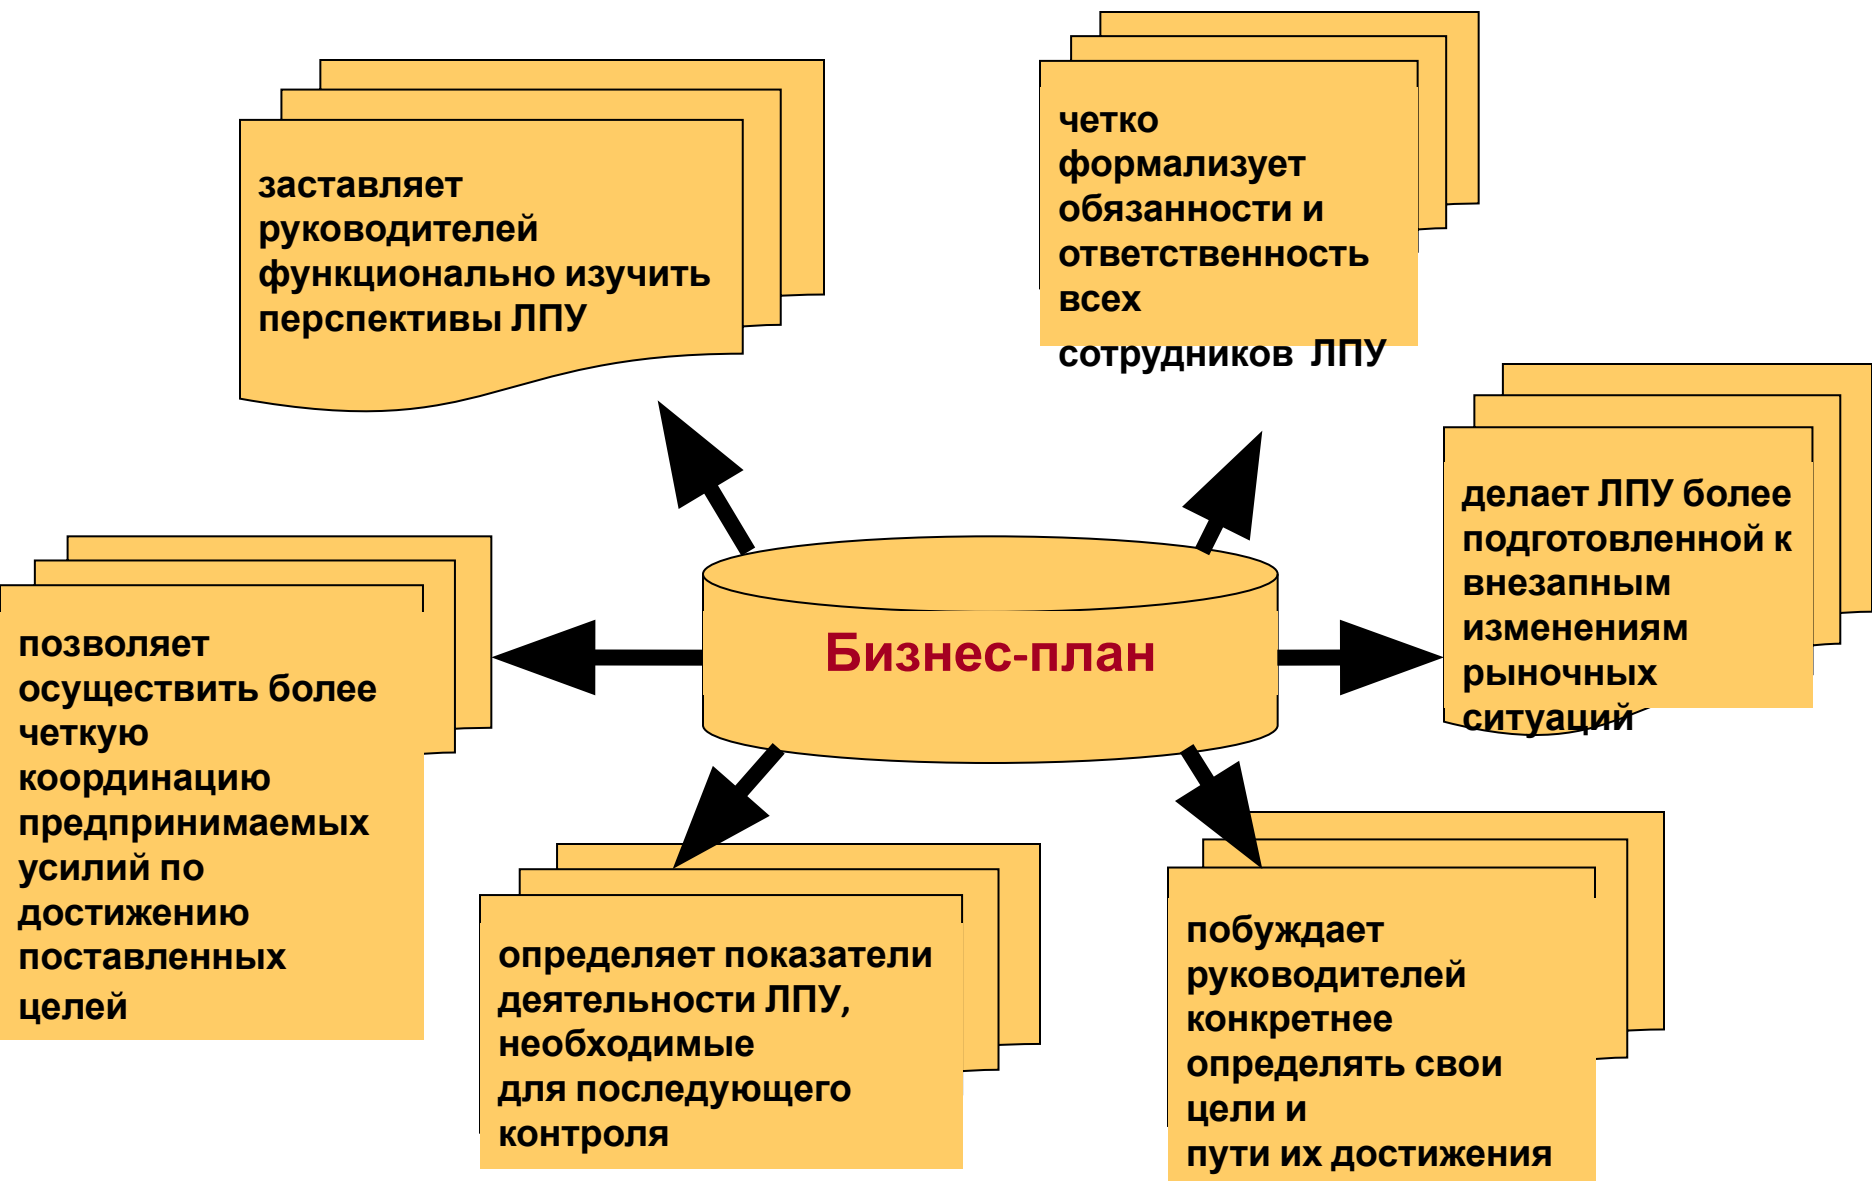 заставляет
руководителей
функционально изучить
перспективы ЛПУ
четко
формализует
обязанности и
ответственность
всех
сотрудников ЛПУ
делает ЛПУ более
подготовленной к
внезапным
изменениям
рыночных
ситуаций
Бизнес-план
позволяет
осуществить более
четкую
координацию
предпринимаемых
усилий по
достижению
поставленных
целей
определяет показатели
деятельности ЛПУ,
необходимые
для последующего
контроля
побуждает
руководителей
конкретнее
определять свои
цели и
пути их достижения